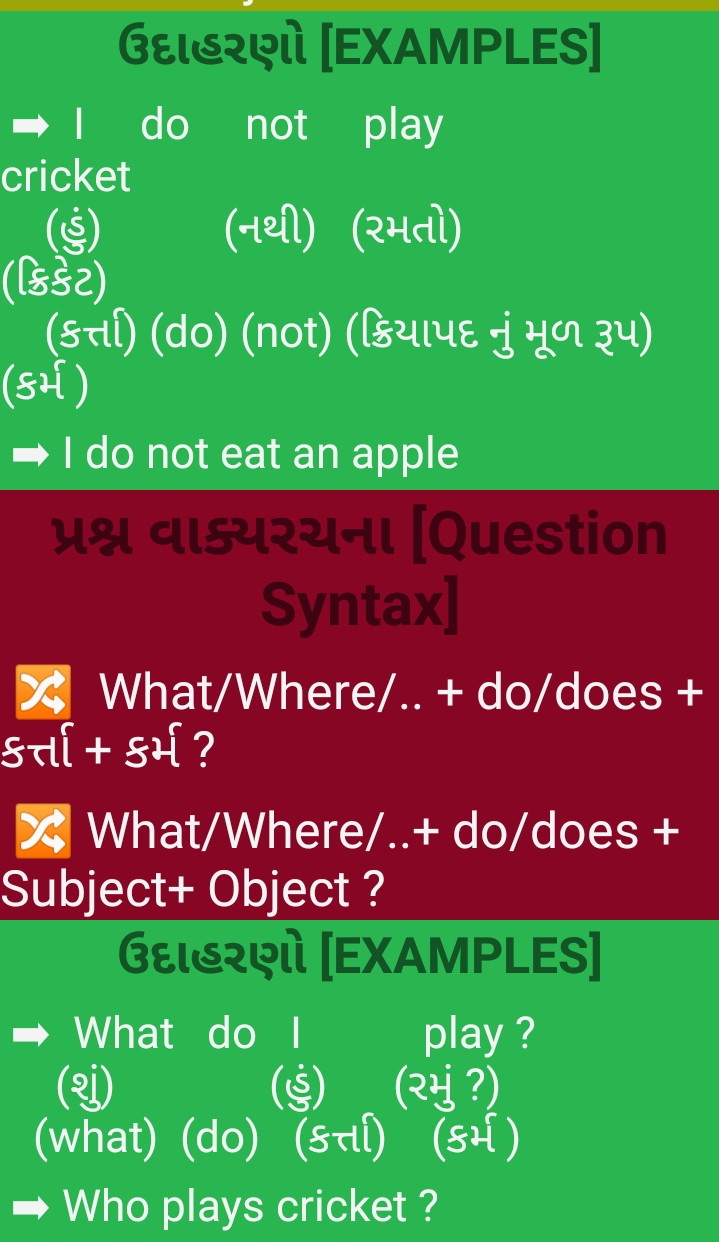 ઉદાહરણો [EXAMPLES]
➡ I do not play
cricket
(હું) (નથી) (રમતો)
(ક્રિકેટ)
(કર્ત્તા) (do) (not) (ક્રિયાપદ નું મૂળ રૂપ)
(કર્મ )
➡ I do not eat an apple
પ્રશ્ન વાક્યરચના [Question
Syntax]
🔀 What/Where/.. + do/does +
કર્ત્તા + કર્મ ?
🔀 What/Where/..+ do/does +
Subject+ Object ?
ઉદાહરણો [EXAMPLES]
➡ What do I play ?
(શું) (હું) (રમું ?)
(what) (do) (કર્ત્તા) (કર્મ )
➡ Who plays cricket ?